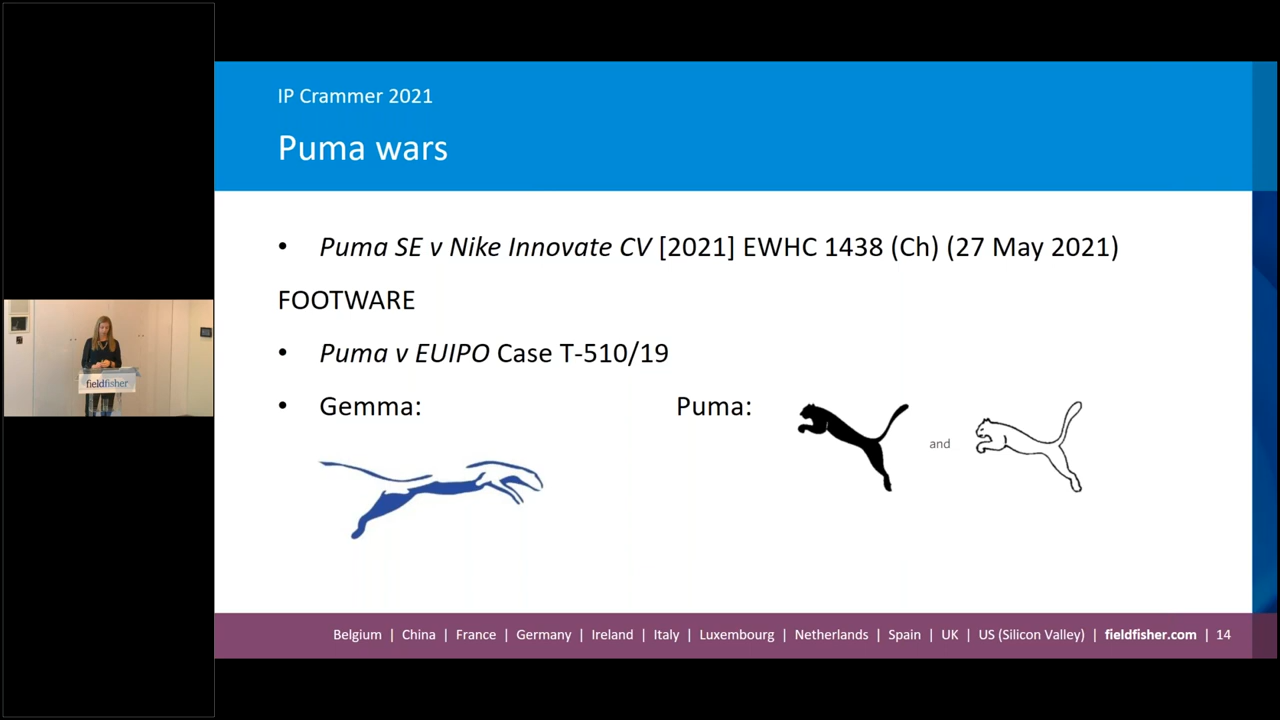 IP Crammer 2021
Puma wars
• Puma SE v Nike Innovate CV [2021] EWHC 1438 (Ch) (27 May 2021)
FOOTWARE
• Puma v EUIPO Case T-510/19
• Gemma: Puma:
and
fieldfisher
Belgium | China | France | Germany | Ireland | Italy | Luxembourg | Netherlands | Spain | UK | US (Silicon Valley) | fieldfisher.com | 14